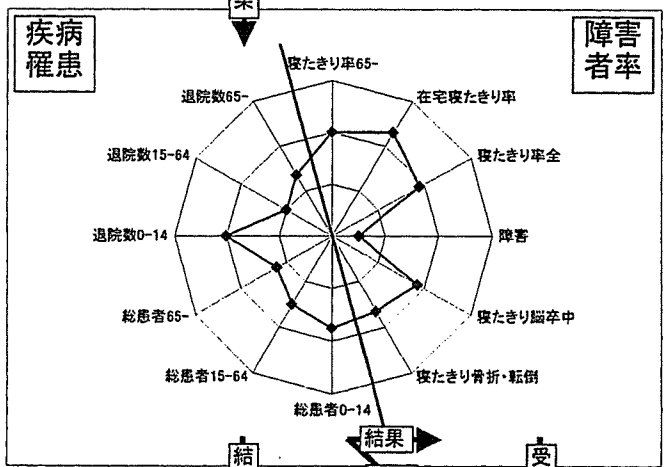 疾病
罹患
障害
者率
寝たきり率65-
在宅寝たきり率
寝たきり率全
障害
寝たきり脳卒中
寝たきり骨折・転倒
総患者0-14
総患者15-64
総患者65-
退院数0-14
退院数15-64
退院数65-
結果
結
受